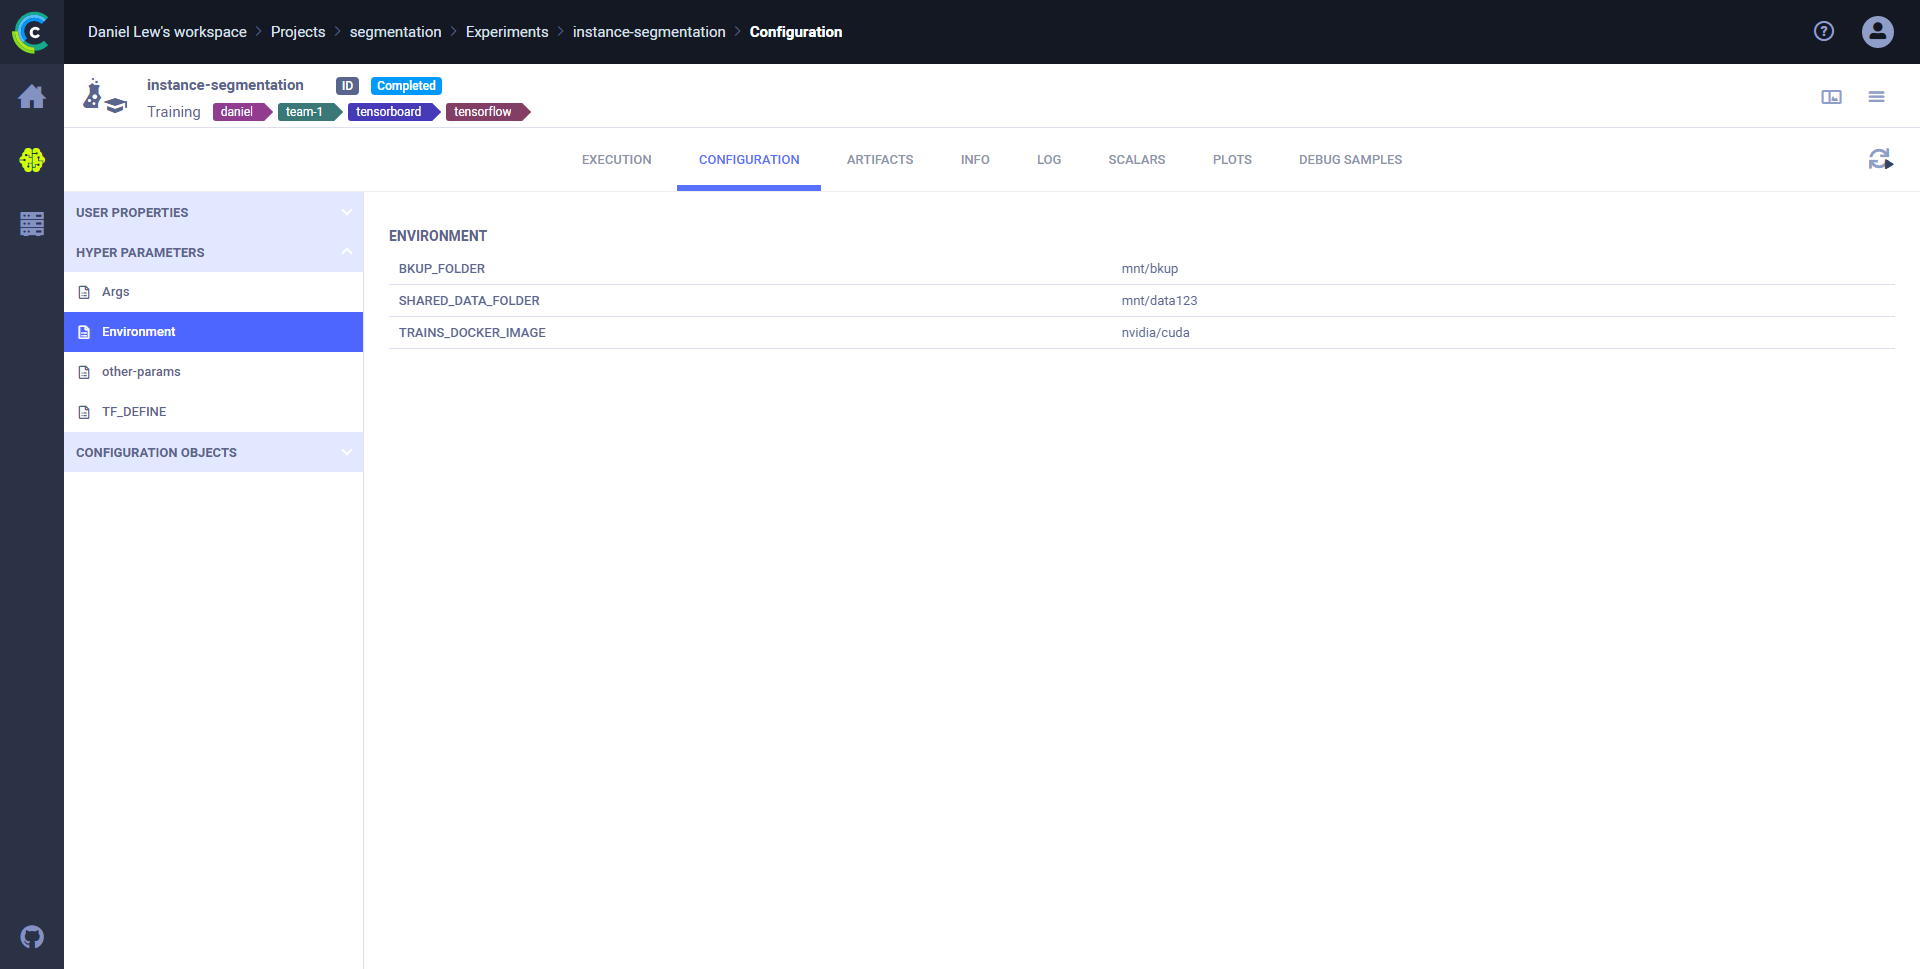 C
Daniel Lew's workspace > Projects > segmentation > Experiments > instance-segmentation > Configuration
?
instance-segmentation ID Completed
Training daniel team-1 tensorboard tensorflow
EXECUTION CONFIGURATION ARTIFACTS INFO LOG SCALARS PLOTS DEBUG SAMPLES
USER PROPERTIES
HYPER PARAMETERS
Args
Environment
other-params
TF_DEFINE
CONFIGURATION OBJECTS
ENVIRONMENT
BKUP_FOLDER mnt/bkup
SHARED_DATA_FOLDER mnt/data123
TRAINS_DOCKER_IMAGE nvidia/cuda